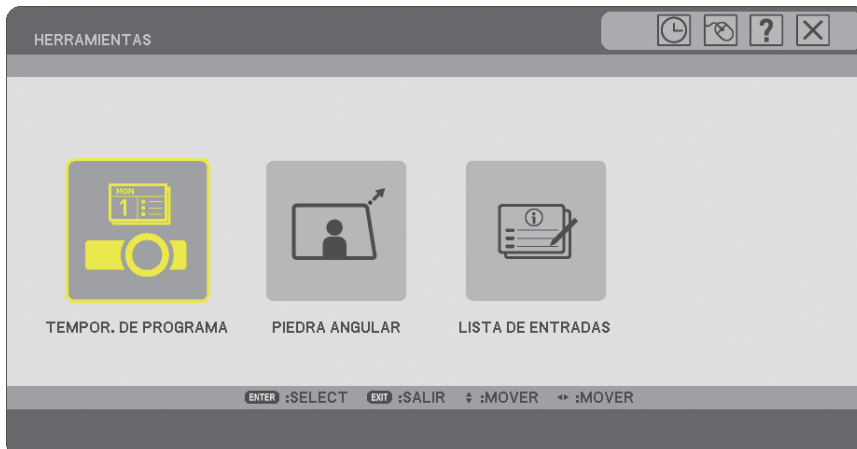 HERRAMIENTAS
?
MON
1
i
TEMPOR. DE PROGRAMA PIEDRA ANGULAR LISTA DE ENTRADAS
ENTER :SELECT EXIT :SALIR :MOVER :MOVER